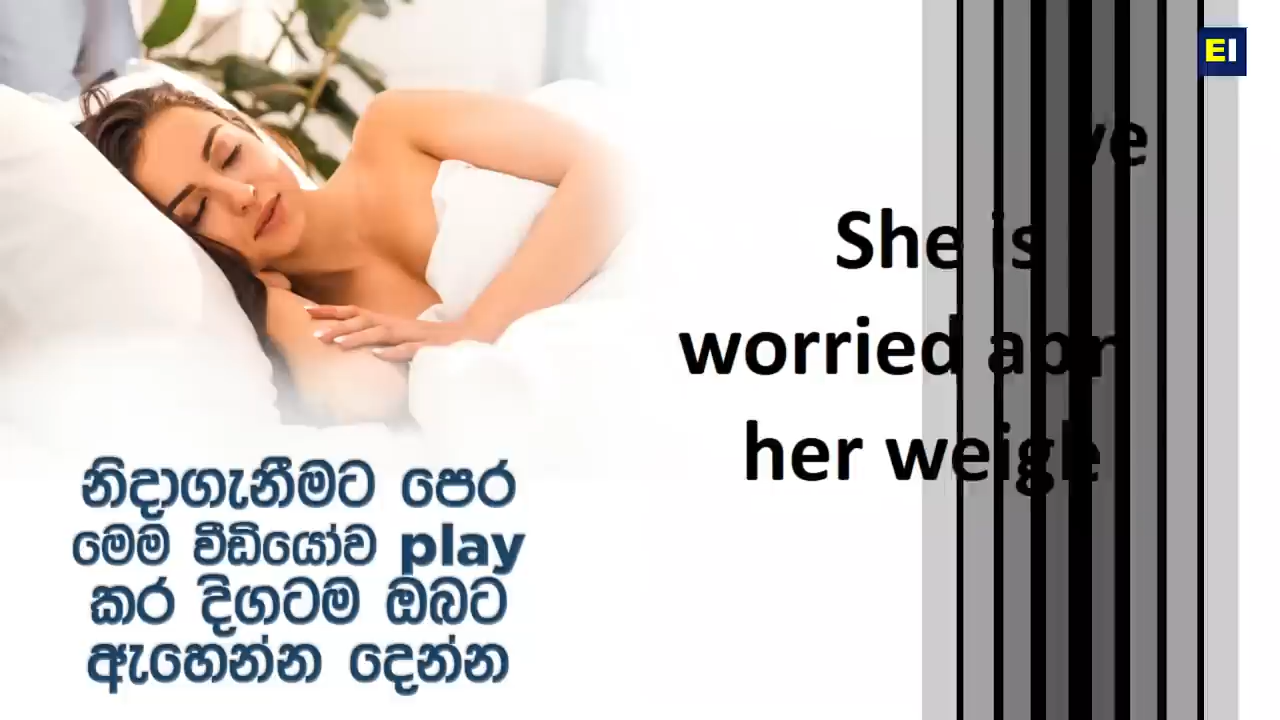 EI
She is
worried
her
නිදාගැනීමට පෙර
මෙම වීඩියෝව play
කර දිගටම ඔබට
ඇහෙන්න දෙන්න